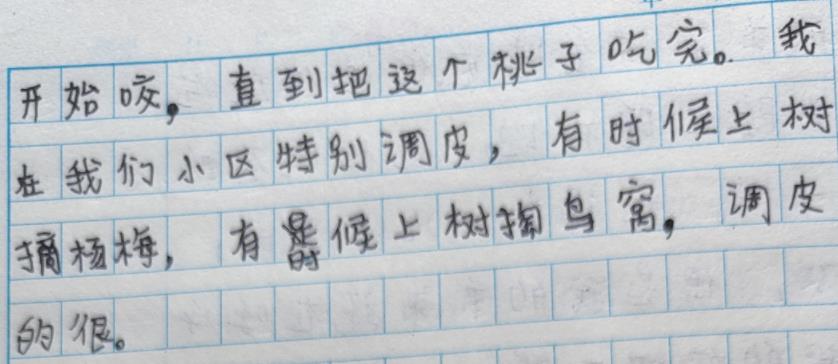 开始咬，直到把这个桃子吃完。我
在我们小区特别调皮，有时候上树
摘杨梅，有时候上树掏鸟窝，调皮
的很。